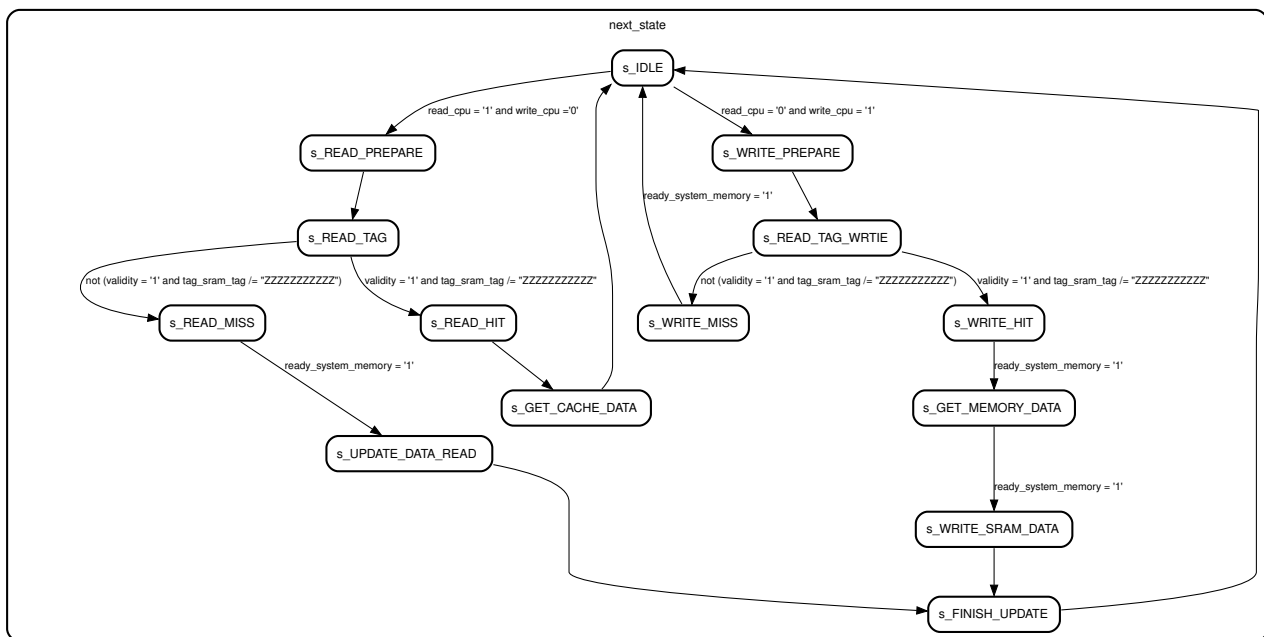 next_state
s_IDLE
read_cpu = '1' and write_cpu ='0'
read_cpu = '0' and write_cpu = '1'
s_READ_PREPARE
s_WRITE_PREPARE
ready_system_memory = '1'
s_READ_TAG
s_READ_TAG_WRTIE
not (validity = '1' and tag_sram_tag /= "ZZZZZZZZZZZ")
validity = '1' and tag_sram_tag /= "ZZZZZZZZZZZ"
not (validity = '1' and tag_sram_tag /= "ZZZZZZZZZZZ")
validity = '1' and tag_sram_tag /= "ZZZZZZZZZZZ"
s_READ_MISS
s_READ_HIT
s_WRITE_MISS
s_WRITE_HIT
ready_system_memory = '1'
ready_system_memory = '1'
s_GET_CACHE_DATA
s_GET_MEMORY_DATA
s_UPDATE_DATA_READ
ready_system_memory = '1'
s_WRITE_SRAM_DATA
s_FINISH_UPDATE